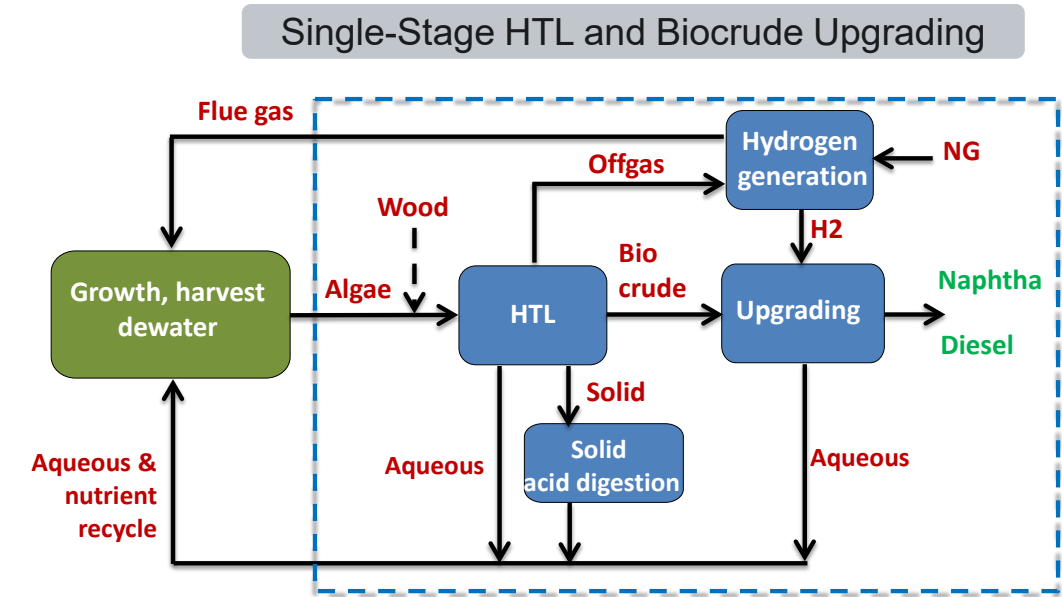 Single-Stage HTL and Biocrude Upgrading
Flue gas
Hydrogen
generation
NG
Offgas
Wood
H2
Bio
crude
Growth, harvest
dewater
Algae
HTL
Upgrading
Naphtha
Diesel
Solid
Solid
acid digestion
Aqueous
Aqueous
Aqueous &
nutrient
recycle